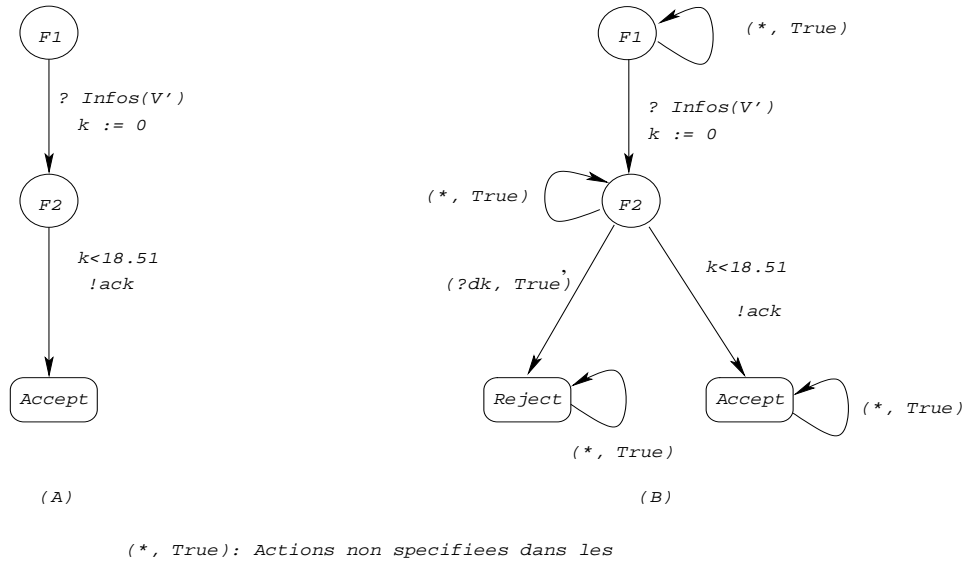 F1
? Infos(V')
k := 0
F2
k<18.51
!ack
Accept
(A)
F1
(*, True)
? Infos(V')
k := 0
(*, True)
F2
(?dk, True)
k<18.51
!ack
Reject
(*, True)
Accept
(*, True)
(B)
(*, True): Actions non specifiees dans les